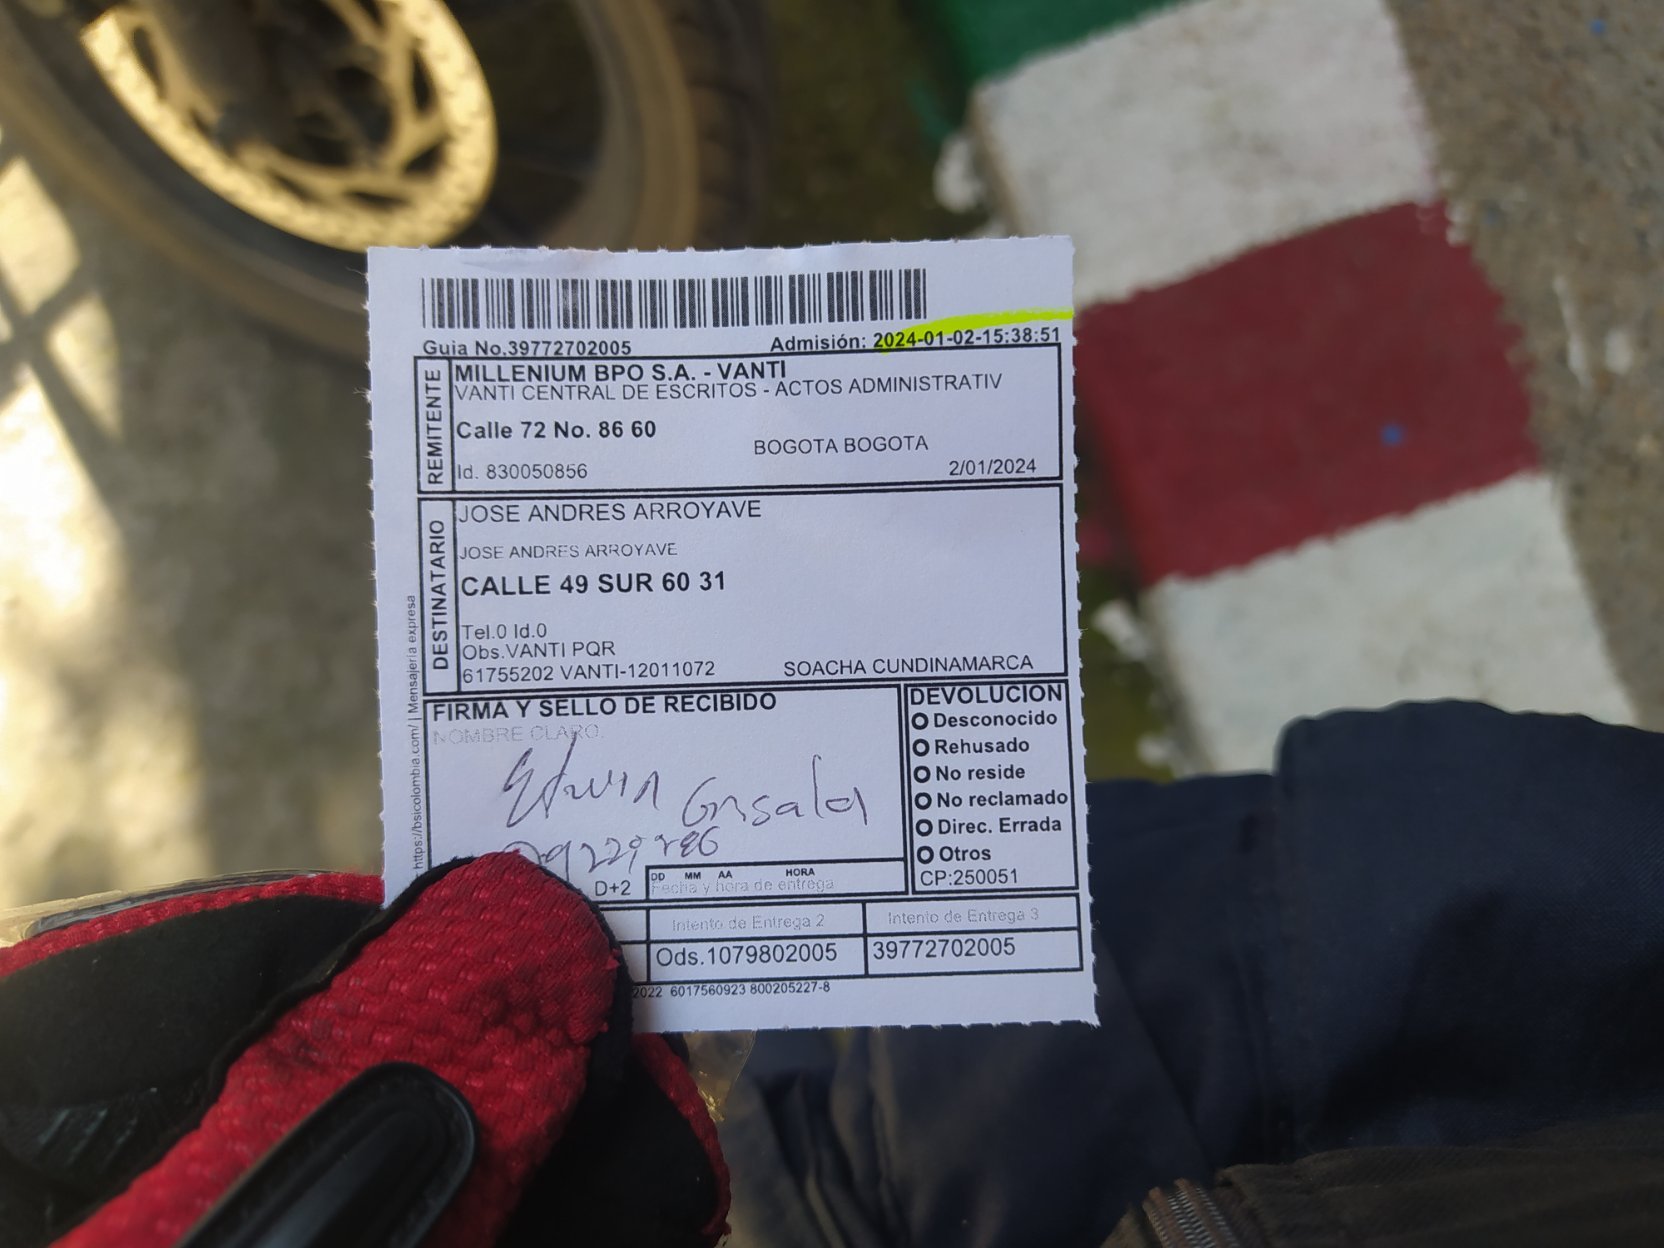 Guia No.39772702005
Admisión: 2024-01-02-15:38:51
REMITENTE
MILLENIUM BPO S.A. - VANTI
VANTI CENTRAL DE ESCRITOS - ACTOS ADMINISTRATIV
Calle 72 No. 86 60
BOGOTA BOGOTA
Id. 830050856
2/01/2024
DESTINATARIO
JOSE ANDRES ARROYAVE
JOSE ANDRES ARROYAVE
CALLE 49 SUR 60 31
Tel.0 Id.0
Obs.VANTI PQR
61755202 VANTI-12011072
SOACHA CUNDINAMARCA
https://bsicolombia.com/ | Mensajería expresa
FIRMA Y SELLO DE RECIBIDO
NOMBRE CLARO,
Edwin Grisales
D+2
DD MM AA HORA
Fecha y hora de entrega
DEVOLUCION
Desconocido
Rehusado
No reside
No reclamado
Direc. Errada
Otros
CP:250051
Intento de Entrega 2
Intento de Entrega 3
Ods.1079802005
39772702005
2022 6017560923 800205227-8